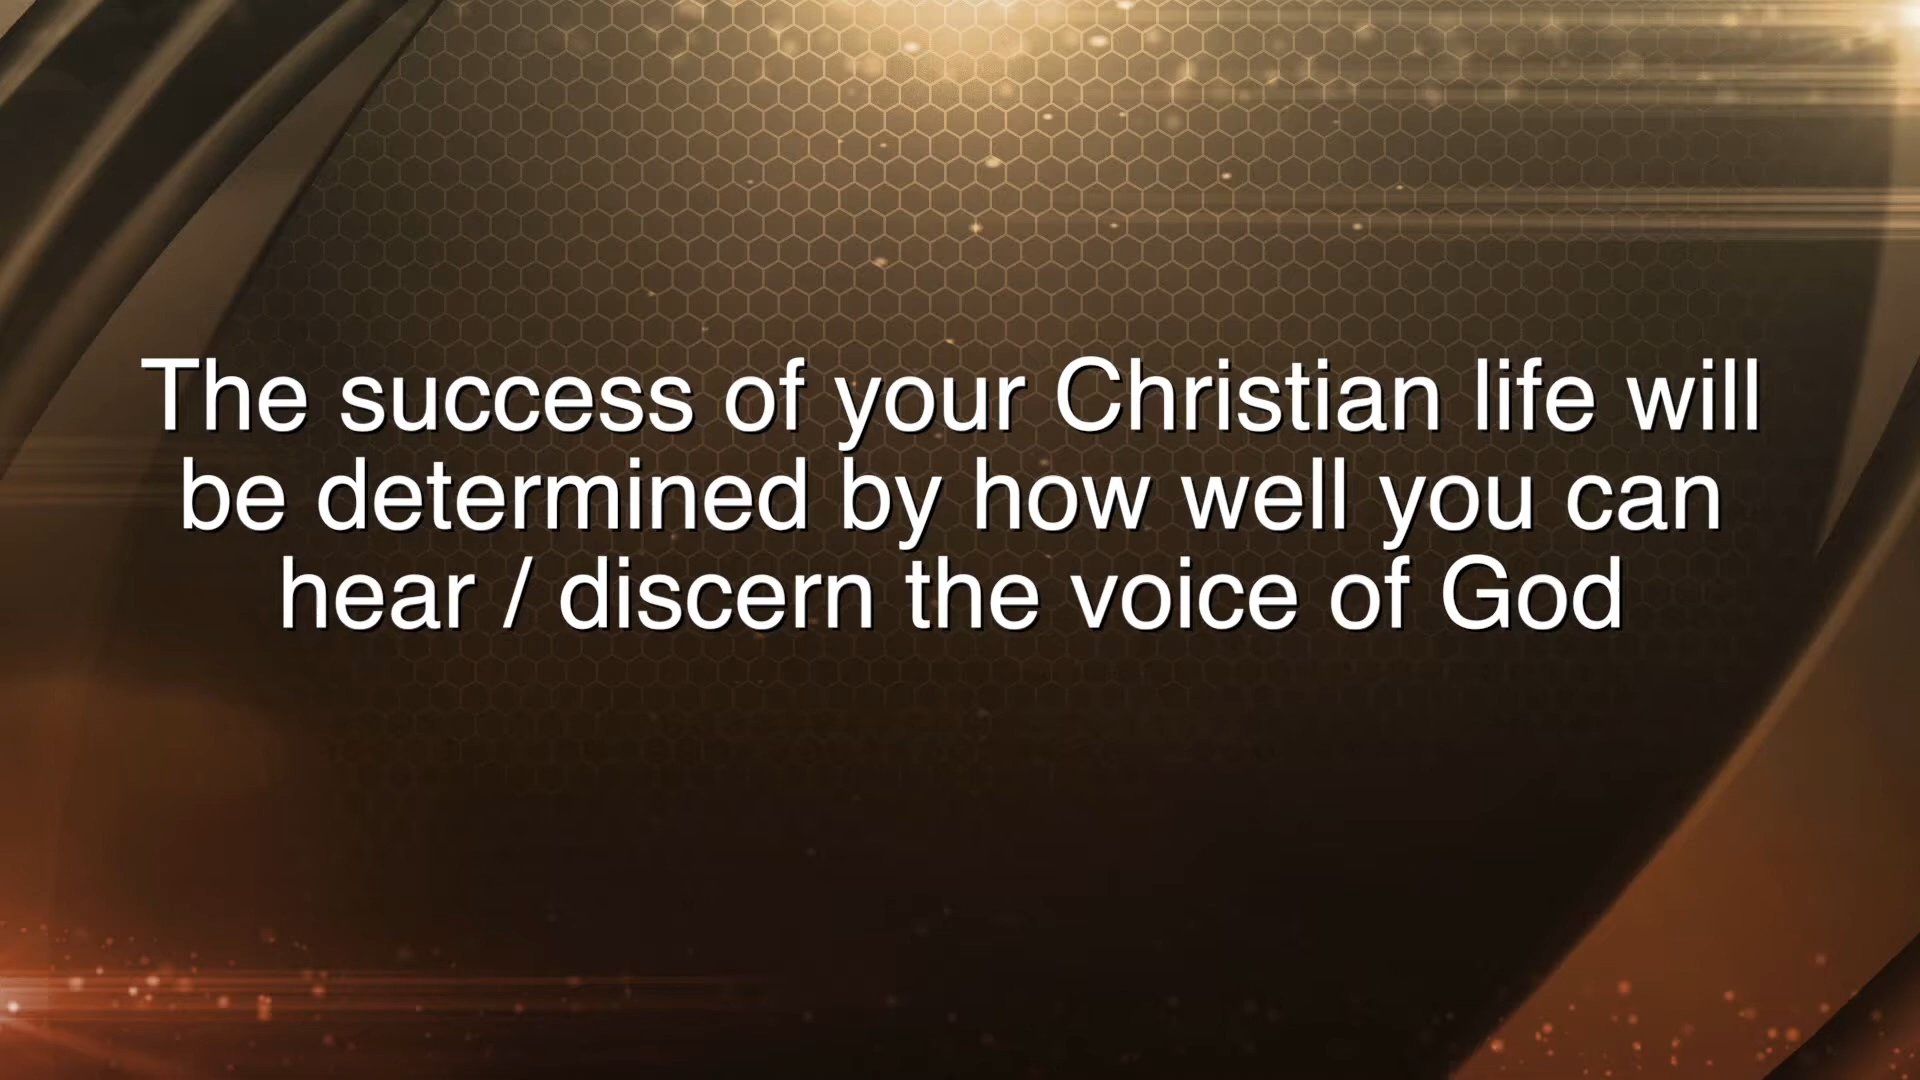 The success of your Christian life will
be determined by how well you can
hear / discern the voice of God